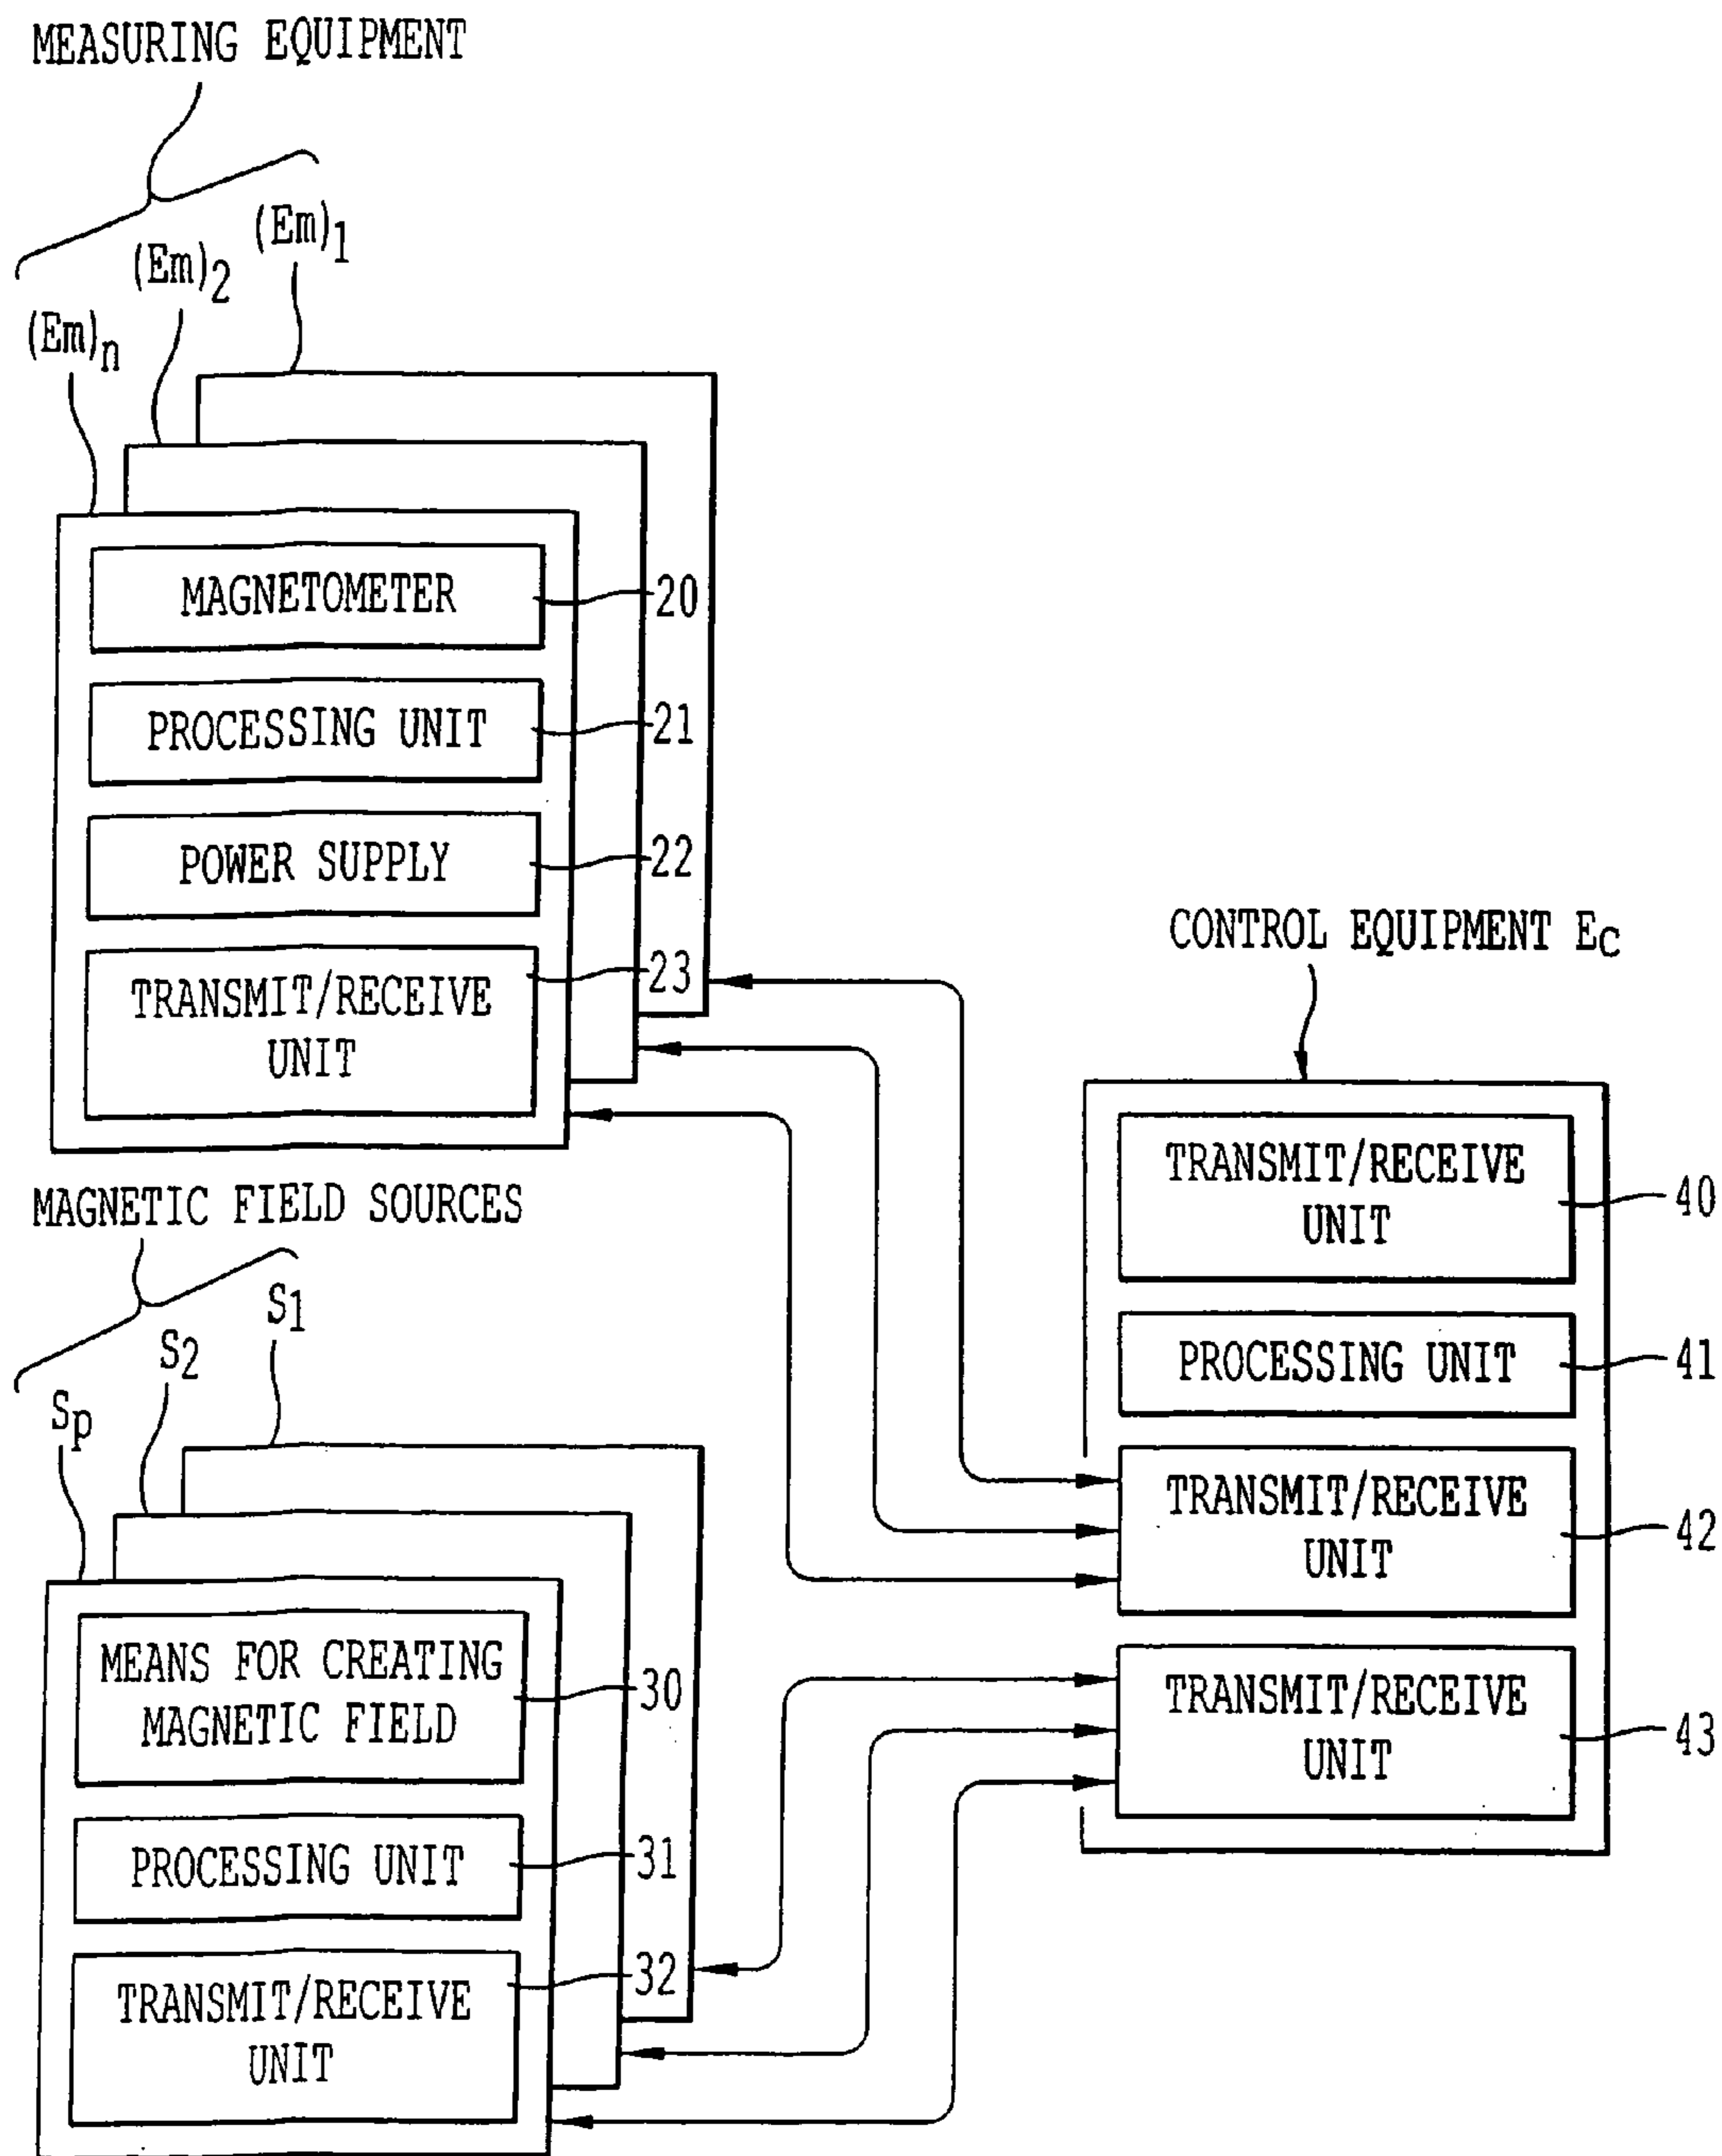 MEASURING EQUIPMENT
(Em)1
(Em)2
(Em)n
MAGNETOMETER
20
PROCESSING UNIT
21
POWER SUPPLY
22
TRANSMIT/RECEIVE
UNIT
23
MAGNETIC FIELD SOURCES
S1
S2
Sp
MEANS FOR CREATING
MAGNETIC FIELD
30
PROCESSING UNIT
31
TRANSMIT/RECEIVE
UNIT
32
CONTROL EQUIPMENT EC
TRANSMIT/RECEIVE
UNIT
40
PROCESSING UNIT
41
TRANSMIT/RECEIVE
UNIT
42
TRANSMIT/RECEIVE
UNIT
43